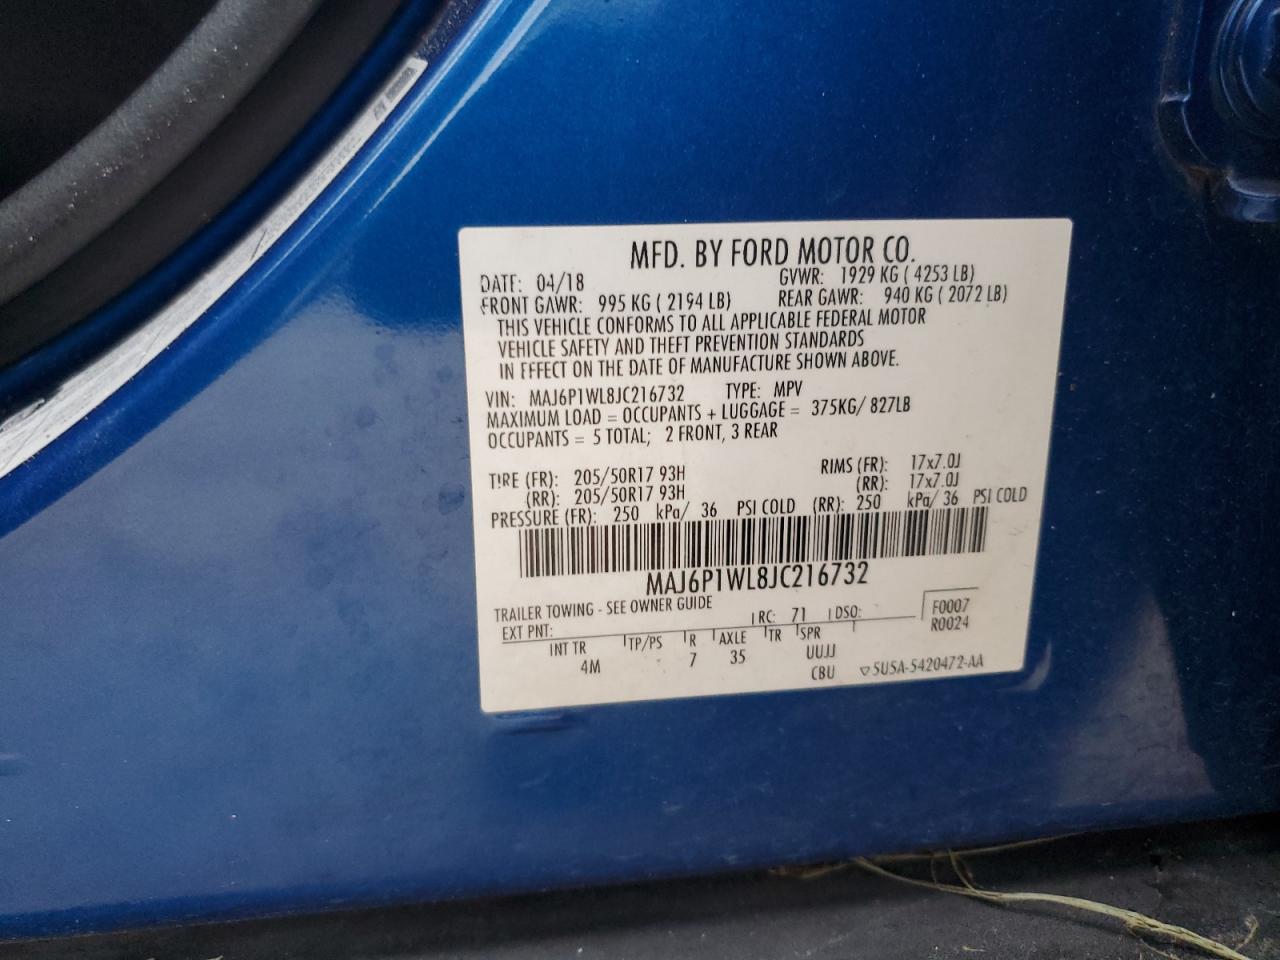 MFD. BY FORD MOTOR CO.
DATE: 04/18 GVWR: 1929 KG ( 4253 LB)
FRONT GAWR: 995 KG ( 2194 LB) REAR GAWR: 940 KG ( 2072 LB)
THIS VEHICLE CONFORMS TO ALL APPLICABLE FEDERAL MOTOR
VEHICLE SAFETY AND THEFT PREVENTION STANDARDS
IN EFFECT ON THE DATE OF MANUFACTURE SHOWN ABOVE.
VIN: MAJ6P1WL8JC216732 TYPE: MPV
MAXIMUM LOAD = OCCUPANTS + LUGGAGE = 375KG/ 827LB
OCCUPANTS = 5 TOTAL; 2 FRONT, 3 REAR
TIRE (FR): 205/50R17 93H RIMS (FR): 17x7.0J
(RR): 205/50R17 93H (RR): 17x7.0J
PRESSURE (FR): 250 kPa/ 36 PSI COLD (RR): 250 kPa/ 36 PSI COLD
MAJ6P1WL8JC216732
TRAILER TOWING - SEE OWNER GUIDE
EXT PNT: RC: 71 DSO: F0007
R0024
INT TR TP/PS R AXLE TR SPR
4M 7 35 UUJJ
CBU 5USA-5420472-AA